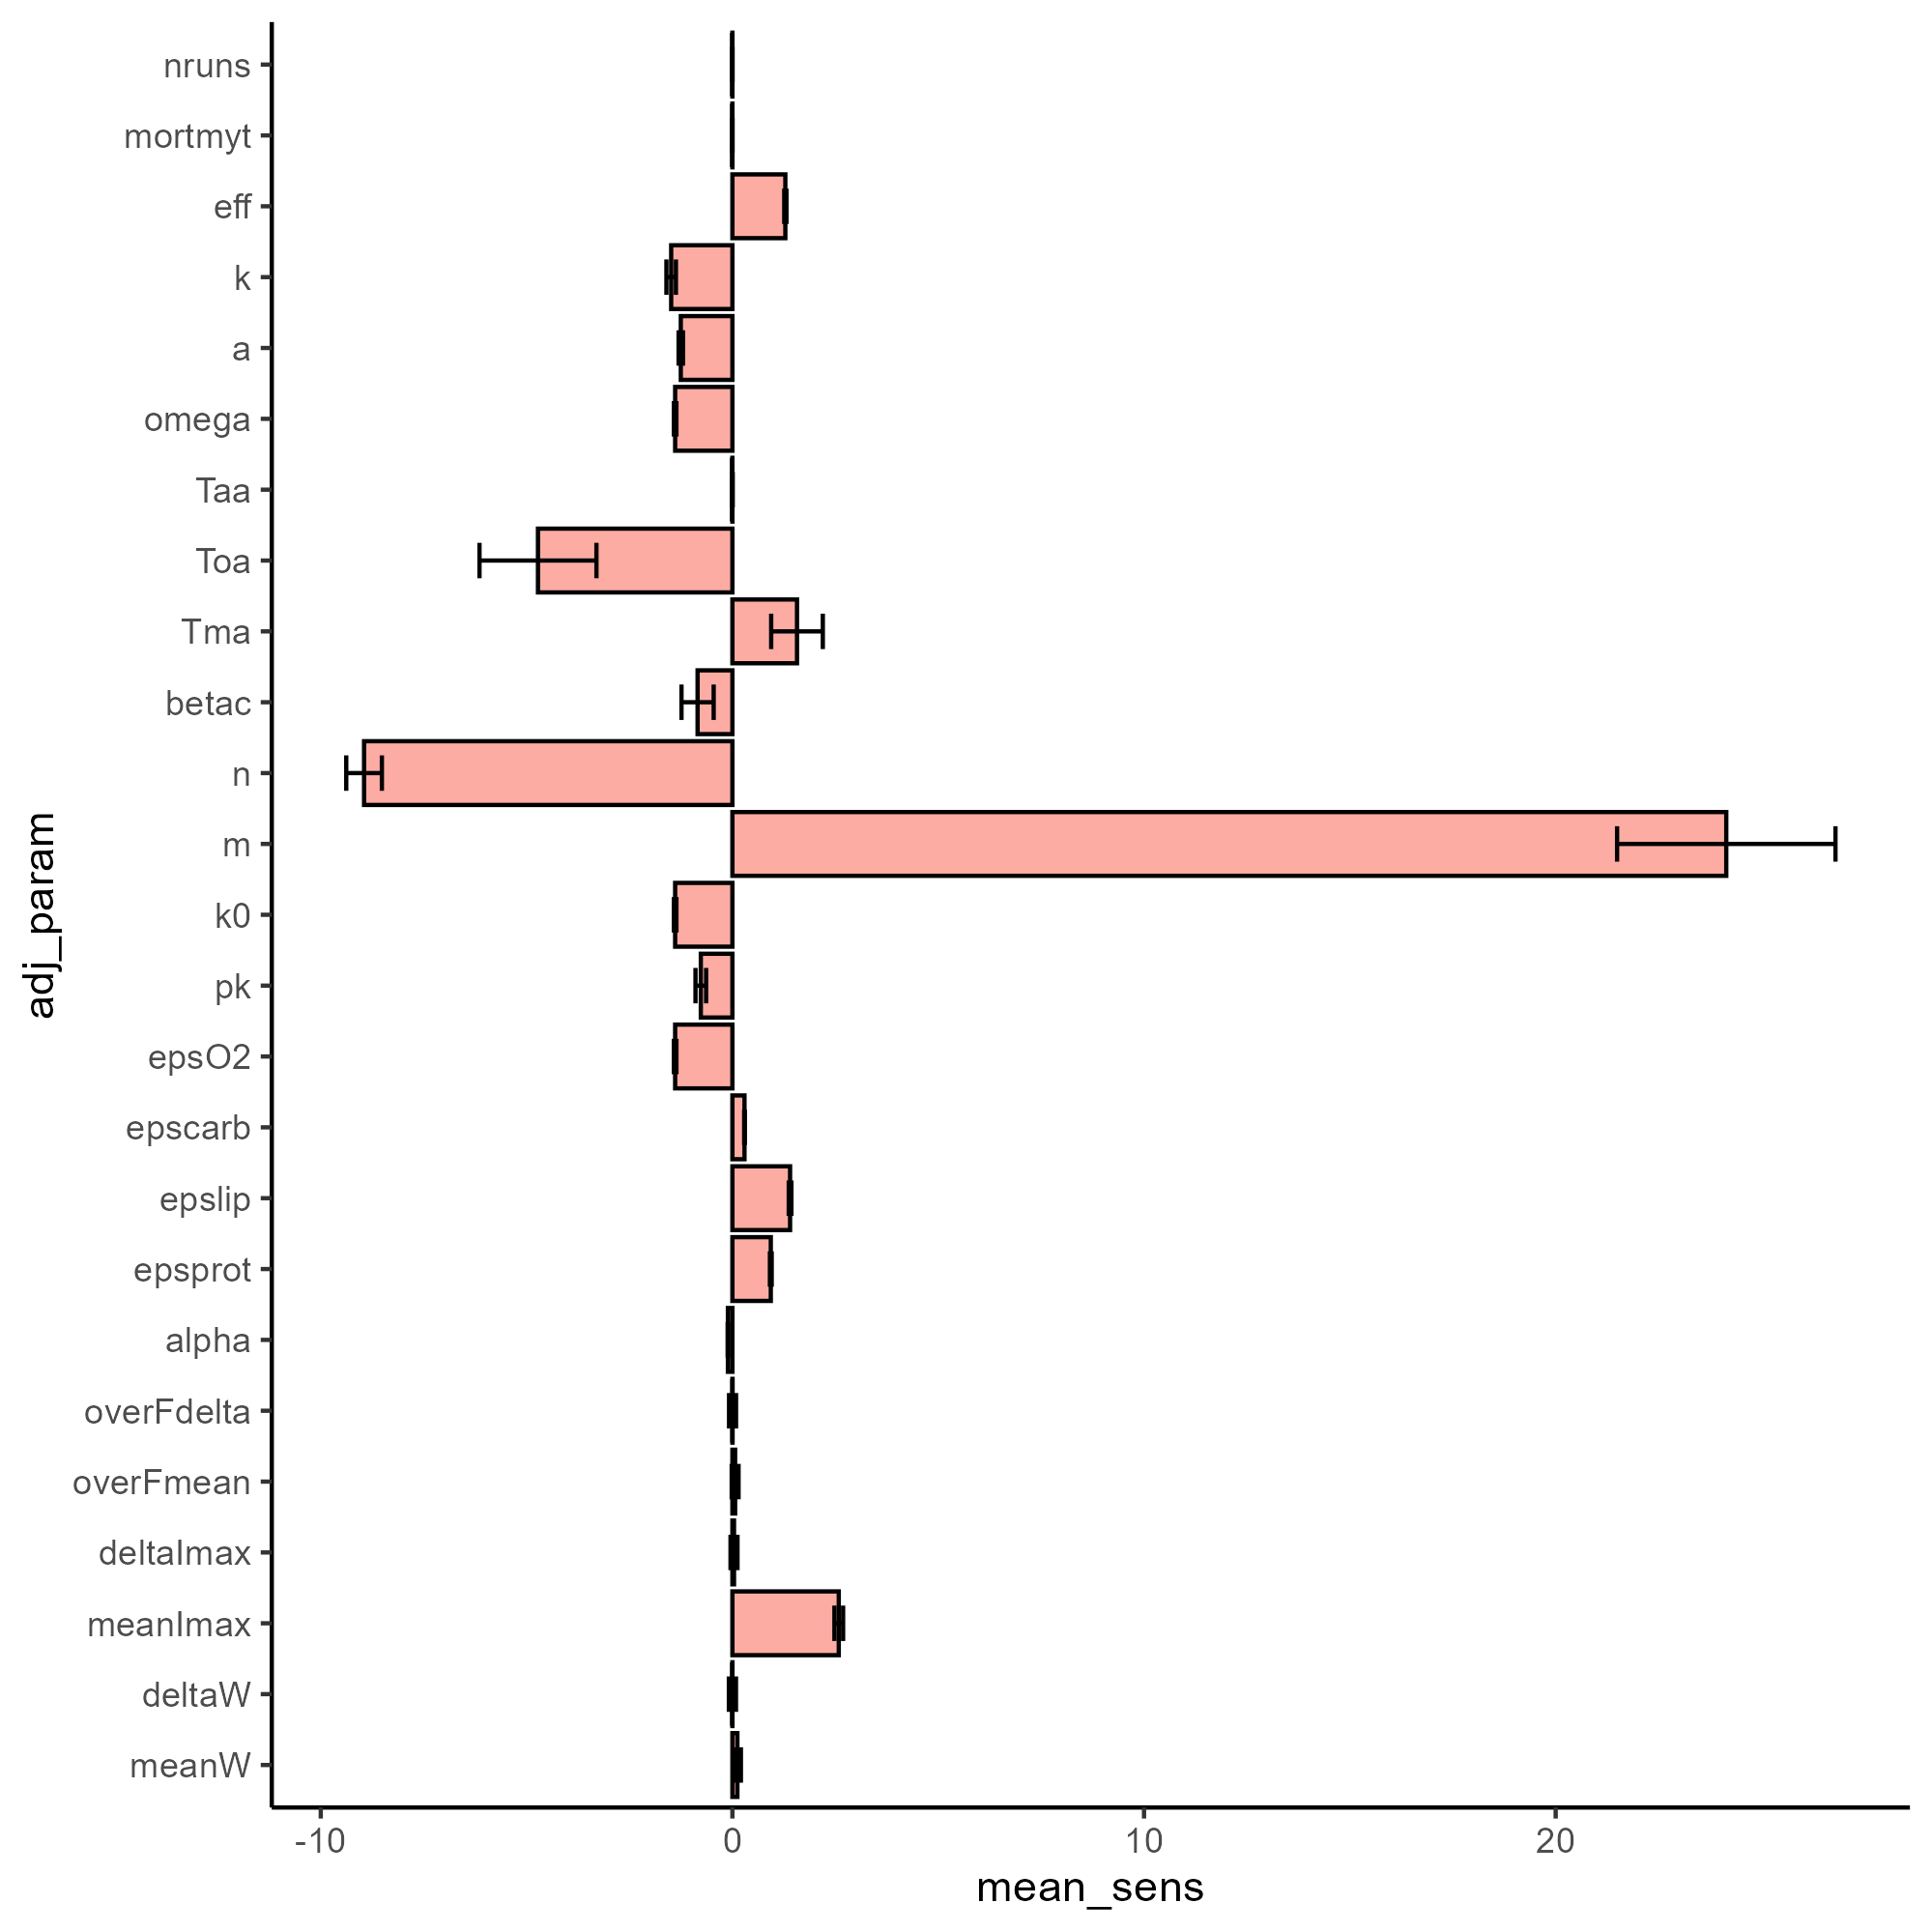 nruns
mortmyt
eff
k
a
omega
Taa
Toa
Tma
betac
n
m
k0
pk
epsO2
epscarb
epslip
epsprot
alpha
overFdelta
overFmean
deltaImax
meanImax
deltaW
meanW
adj_param
-10 0 10 20
mean_sens